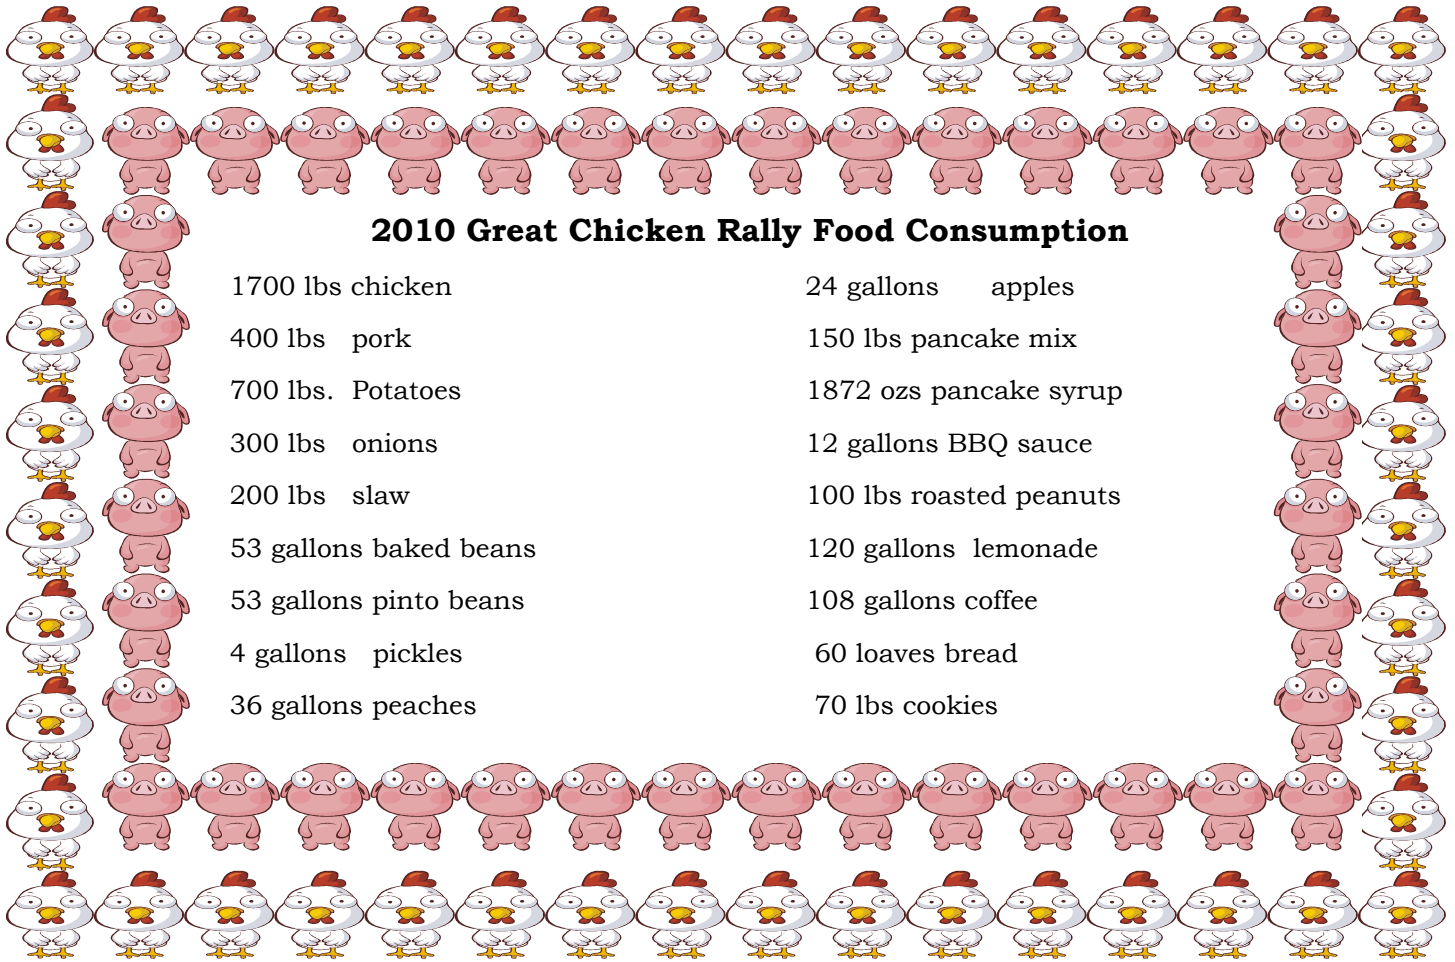 2010 Great Chicken Rally Food Consumption
1700 lbs chicken
400 lbs pork
700 lbs. Potatoes
300 lbs onions
200 lbs slaw
53 gallons baked beans
53 gallons pinto beans
4 gallons pickles
36 gallons peaches
24 gallons apples
150 lbs pancake mix
1872 ozs pancake syrup
12 gallons BBQ sauce
100 lbs roasted peanuts
120 gallons lemonade
108 gallons coffee
60 loaves bread
70 lbs cookies